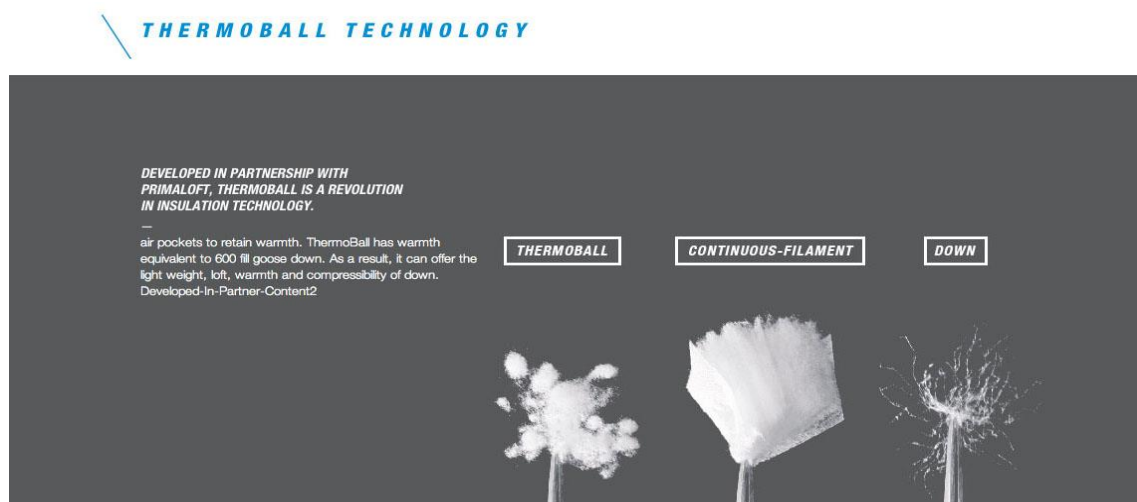 THERMOBALL TECHNOLOGY
DEVELOPED IN PARTNERSHIP WITH
PRIMALOFT, THERMOBALL IS A REVOLUTION
IN INSULATION TECHNOLOGY.
—
air pockets to retain warmth. ThermoBall has warmth
equivalent to 600 fill goose down. As a result, it can offer the
light weight, loft, warmth and compressibility of down.
Developed-In-Partner-Content2
THERMOBALL
CONTINUOUS-FILAMENT
DOWN